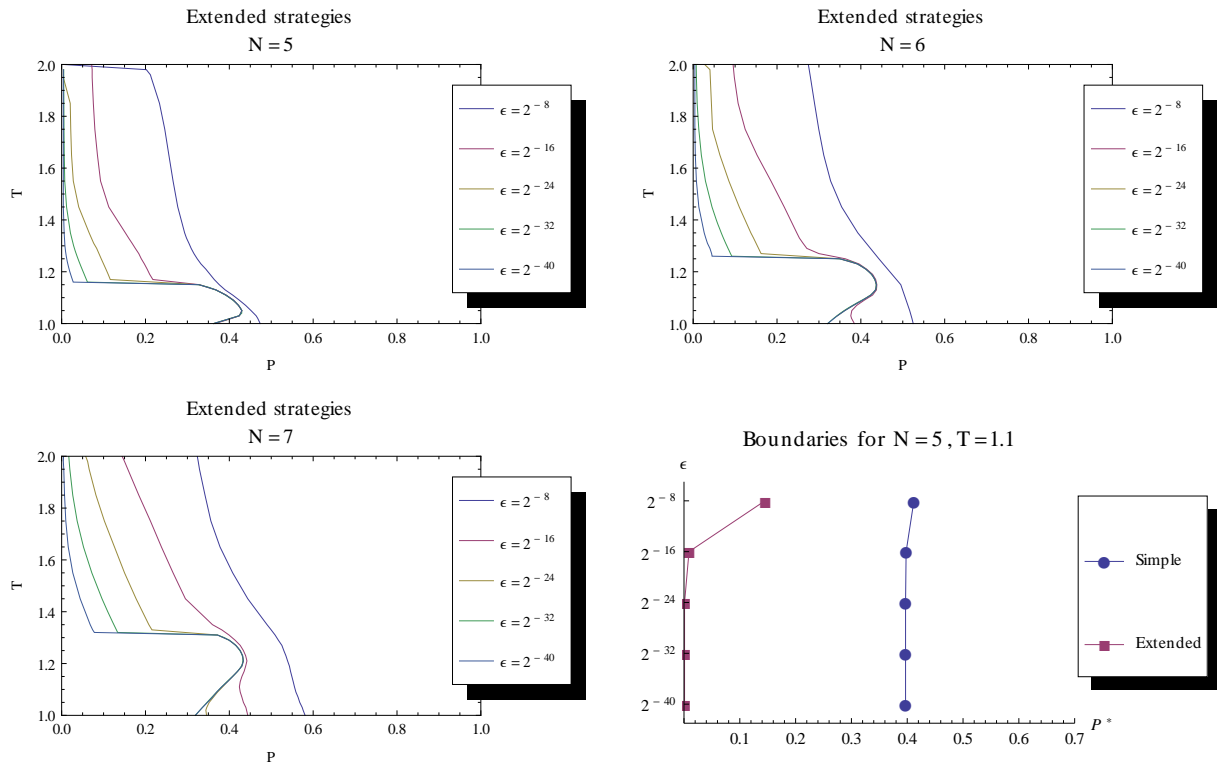 Extended strategies
N = 5
2.0
1.8
1.6
T
1.4
1.2
1.0
0.0 0.2 0.4 0.6 0.8 1.0
P
ϵ = 2^-8
ϵ = 2^-16
ϵ = 2^-24
ϵ = 2^-32
ϵ = 2^-40
Extended strategies
N = 6
2.0
1.8
1.6
T
1.4
1.2
1.0
0.0 0.2 0.4 0.6 0.8 1.0
P
ϵ = 2^-8
ϵ = 2^-16
ϵ = 2^-24
ϵ = 2^-32
ϵ = 2^-40
Extended strategies
N = 7
2.0
1.8
1.6
T
1.4
1.2
1.0
0.0 0.2 0.4 0.6 0.8 1.0
P
ϵ = 2^-8
ϵ = 2^-16
ϵ = 2^-24
ϵ = 2^-32
ϵ = 2^-40
Boundaries for N = 5, T = 1.1
ϵ
2^-8
2^-16
2^-24
2^-32
2^-40
0.1 0.2 0.3 0.4 0.5 0.6 0.7
P*
Simple
Extended